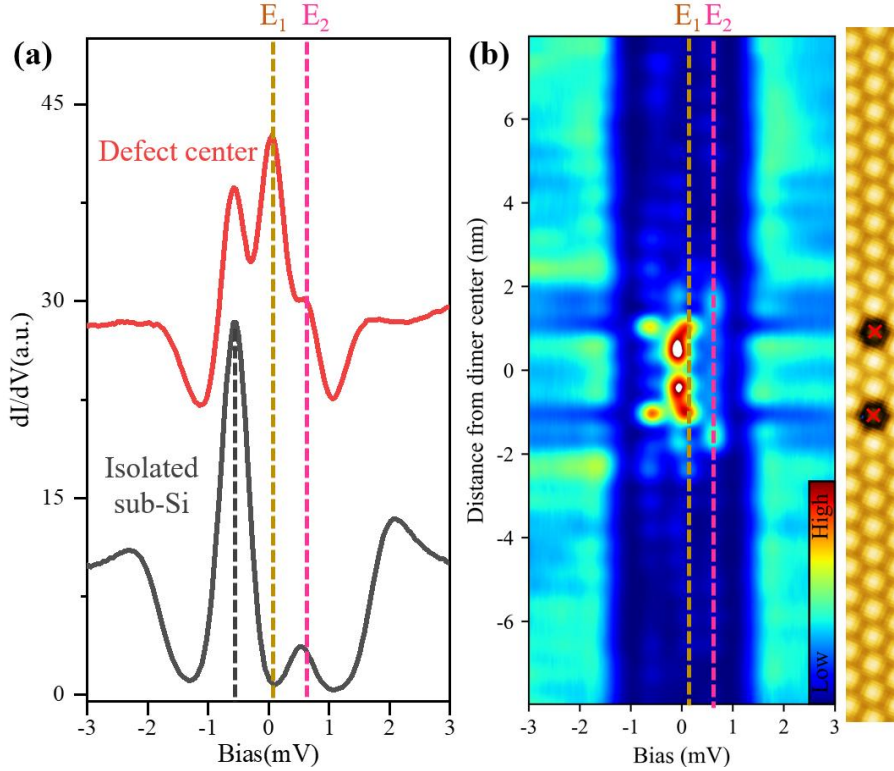 E₁ E₂
(a)
45
30
15
0
dI/dV(a.u.)
Defect center
Isolated
sub-Si
-3 -2 -1 0 1 2 3
Bias(mV)
E₁ E₂
(b)
6
4
2
0
-2
-4
-6
Distance from dimer center (nm)
High
Low
-3 -2 -1 0 1 2 3
Bias (mV)